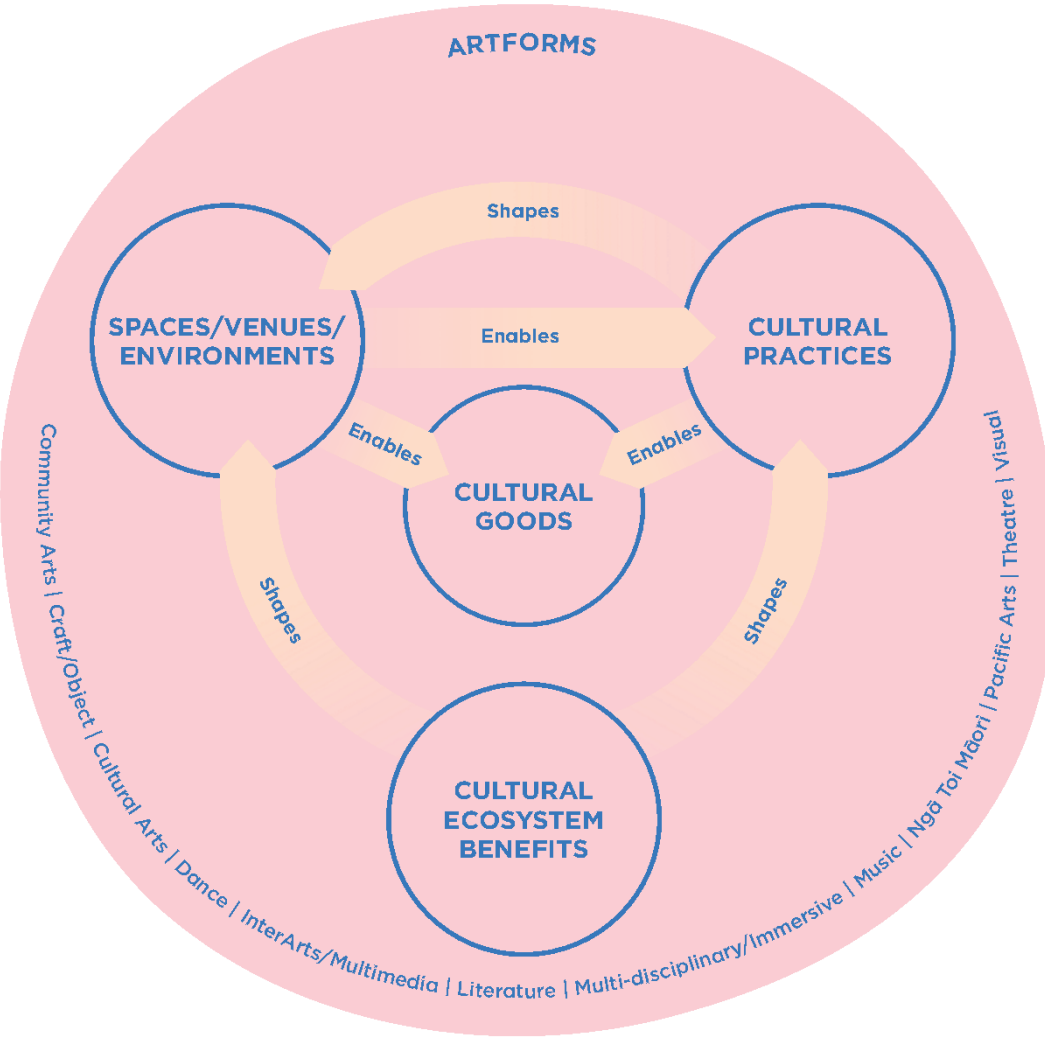 ARTFORMS
Shapes
SPACES/VENUES/
ENVIRONMENTS
Enables
CULTURAL
PRACTICES
Enables
Enables
CULTURAL
GOODS
Shapes
Shapes
CULTURAL
ECOSYSTEM
BENEFITS
Community Arts | Craft/Object | Cultural Arts | Dance | InterArts/Multimedia | Literature | Multi-disciplinary/Immersive | Music | Ngā Toi Māori | Pacific Arts | Theatre | Visual